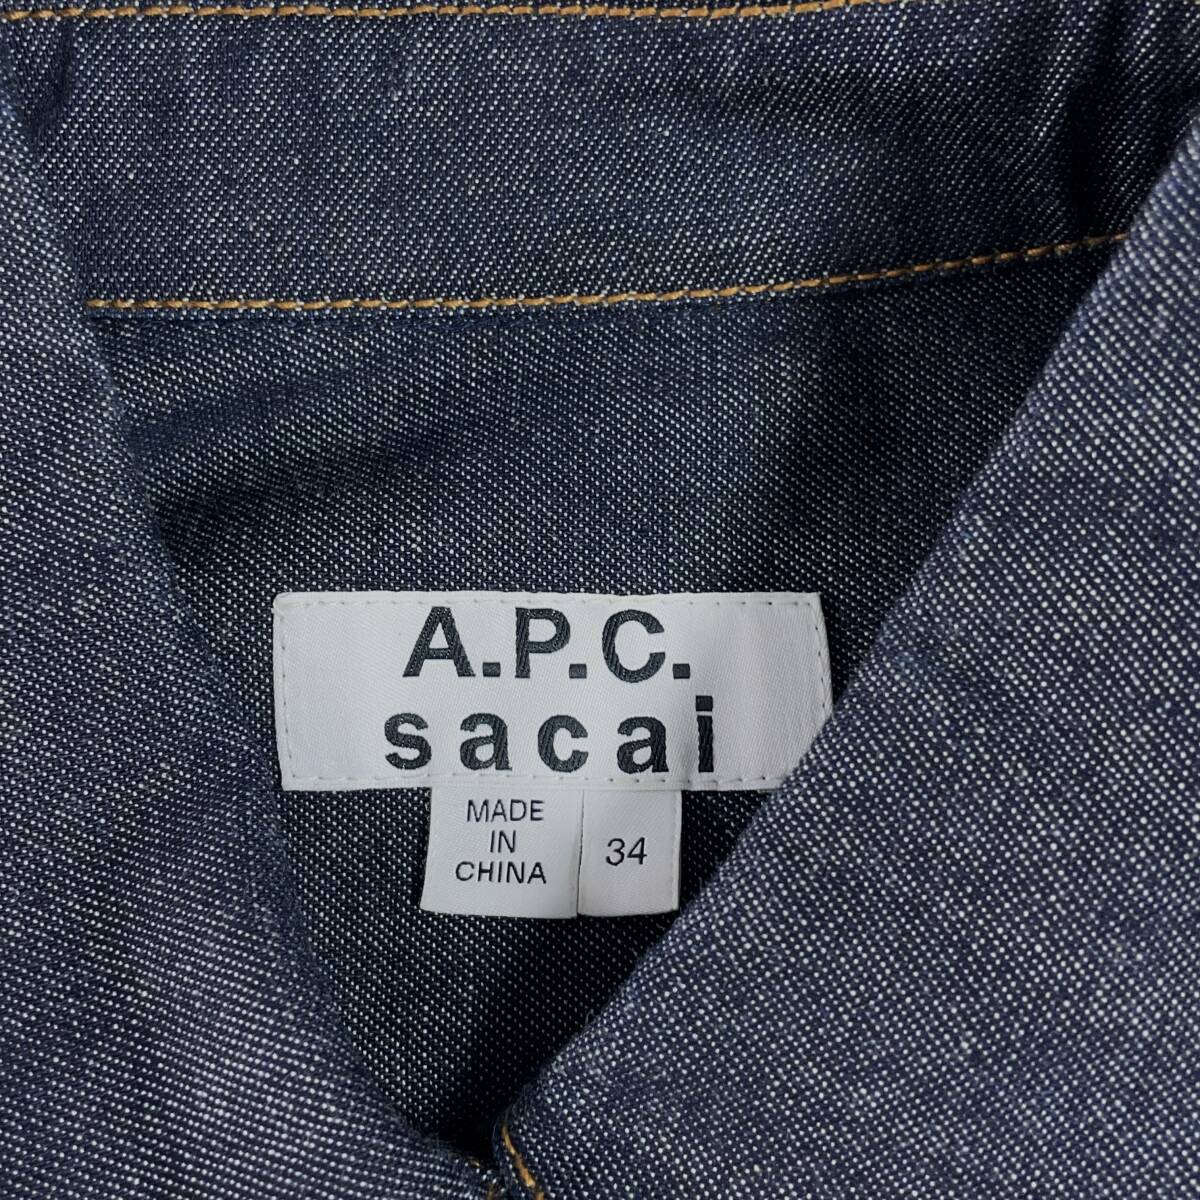 A.P.C.
sacai
MADE
IN
CHINA
34